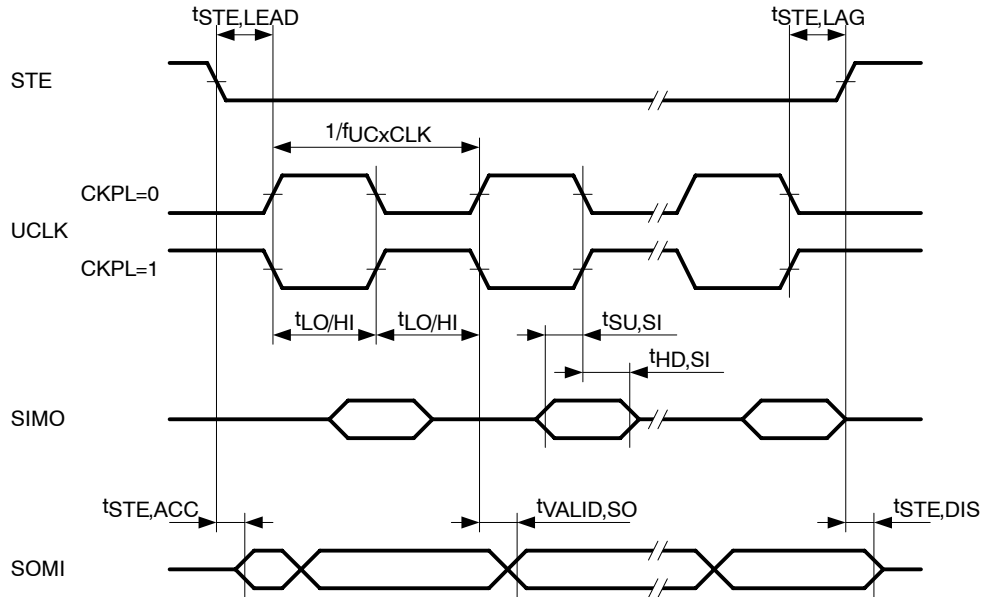 tSTE,LEAD
tSTE,LAG
STE
1/fUCxCLK
CKPL=0
UCLK
CKPL=1
tLO/HI
tLO/HI
tSU,SI
tHD,SI
SIMO
tSTE,ACC
tVALID,SO
tSTE,DIS
SOMI